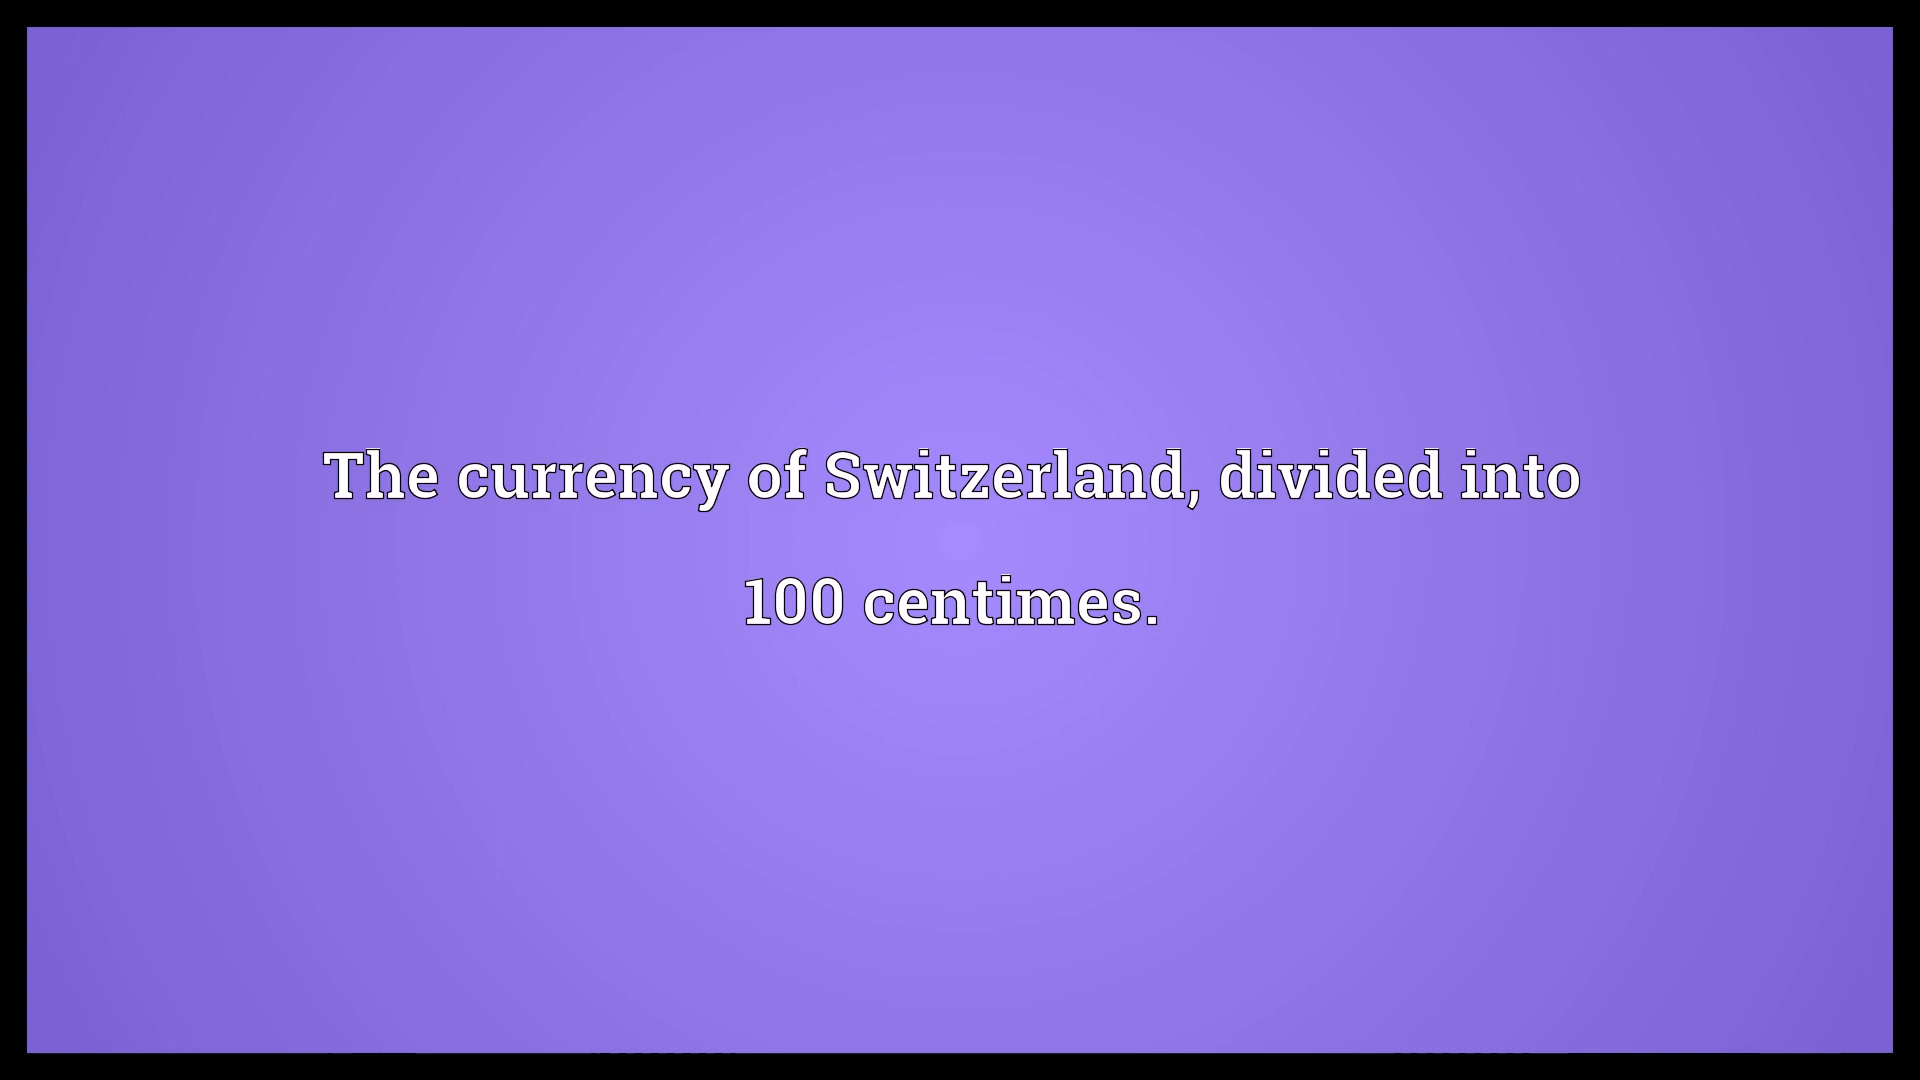 The currency of Switzerland, divided into
100 centimes.